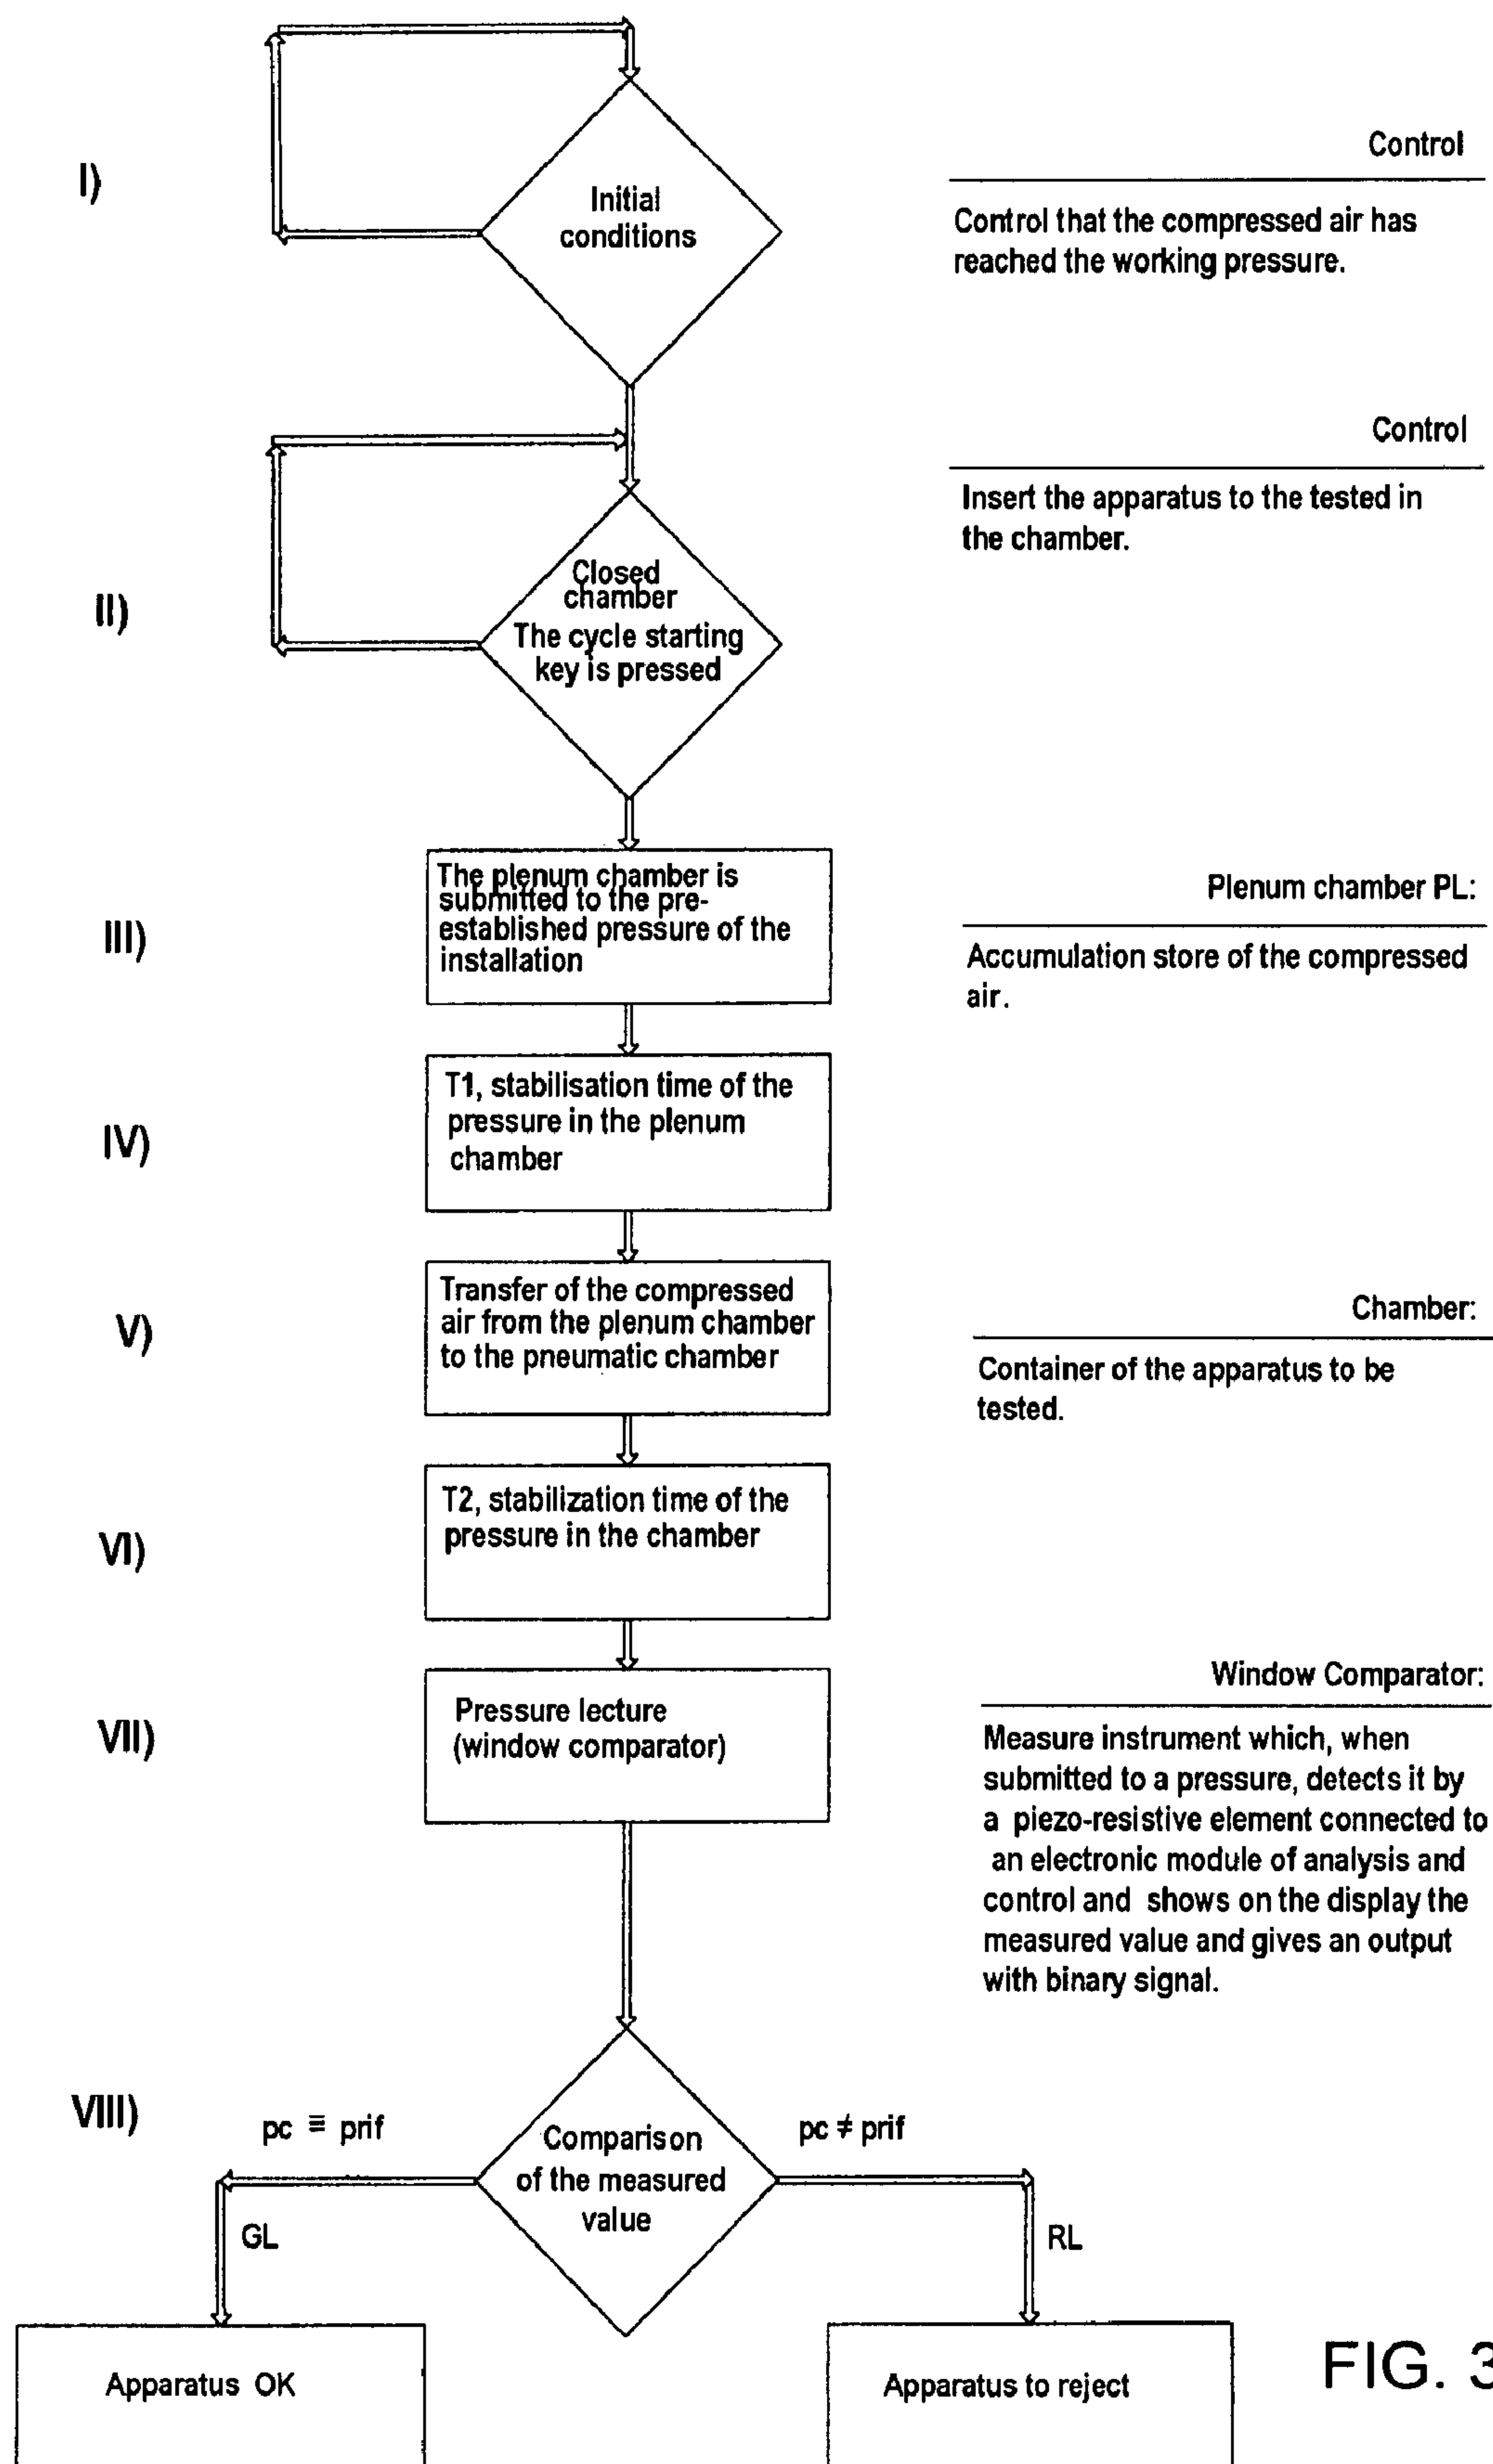 I)
Initial
conditions
Control
Control that the compressed air has
reached the working pressure.
II)
Closed
chamber
The cycle starting
key is pressed
Control
Insert the apparatus to the tested in
the chamber.
III)
The plenum chamber is
submitted to the pre-
established pressure of the
installation
Plenum chamber PL:
Accumulation store of the compressed
air.
IV)
T1, stabilisation time of the
pressure in the plenum
chamber
V)
Transfer of the compressed
air from the plenum chamber
to the pneumatic chamber
Chamber:
Container of the apparatus to be
tested.
VI)
T2, stabilization time of the
pressure in the chamber
VII)
Pressure lecture
(window comparator)
Window Comparator:
Measure instrument which, when
submitted to a pressure, detects it by
a piezo-resistive element connected to
an electronic module of analysis and
control and shows on the display the
measured value and gives an output
with binary signal.
VIII)
pc ≡ prif
Comparison
of the measured
value
pc ≠ prif
GL
RL
Apparatus OK
Apparatus to reject
FIG. 3